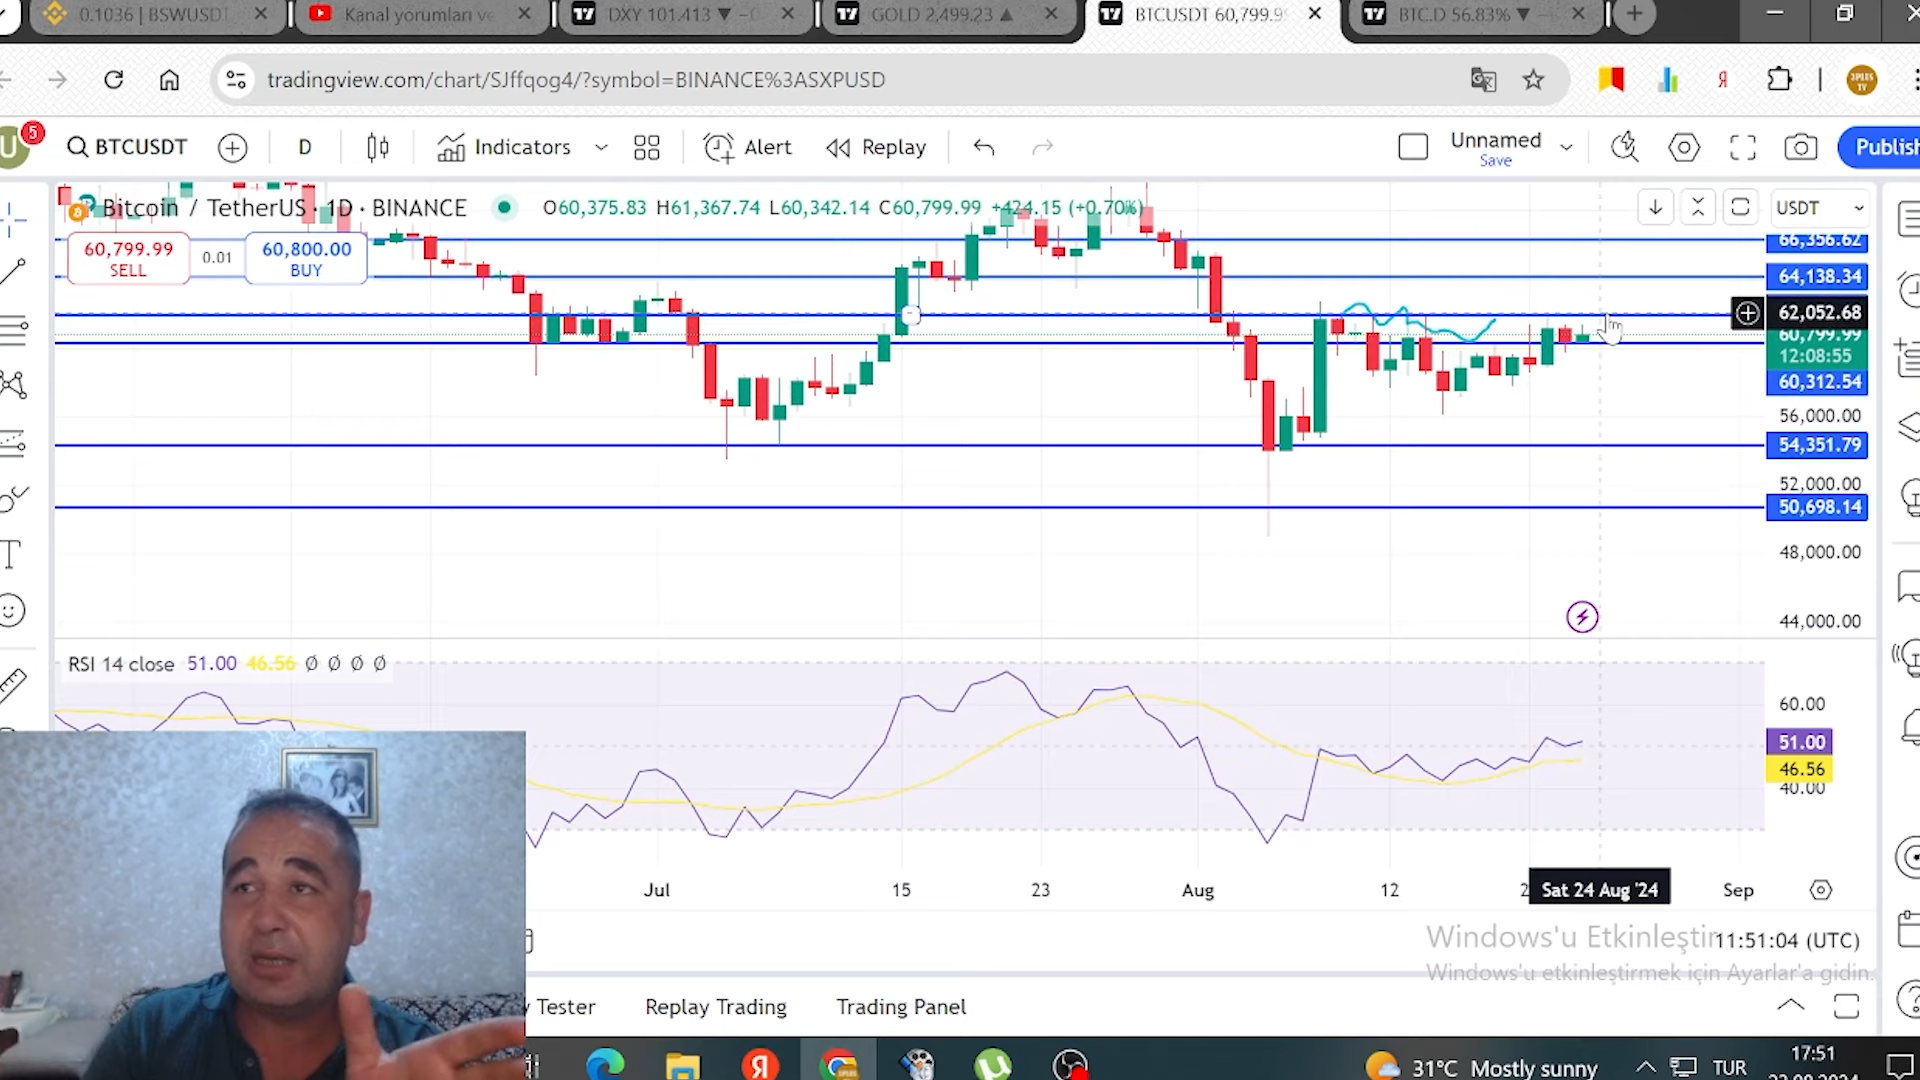 0.1036 | BSWUSDT
Kanal yorumları ve
DXY 101.413 ▼
GOLD 2,499.23 ▲
BTCUSDT 60,799.99
BTC.D 56.83% ▼
tradingview.com/chart/SJffqog4/?symbol=BINANCE%3ASXPUSD
U 5
BTCUSDT
D
Indicators
Alert
Replay
Unnamed
Save
Publish
Bitcoin / TetherUS · 1D · BINANCE
O60,375.83 H61,367.74 L60,342.14 C60,799.99 +424.15 (+0.70%)
USDT
60,799.99
SELL
0.01
60,800.00
BUY
66,356.62
64,138.34
62,052.68
60,799.99
12:08:55
60,312.54
56,000.00
54,351.79
52,000.00
50,698.14
48,000.00
44,000.00
RSI 14 close 51.00 46.56 Ø Ø Ø Ø
60.00
51.00
46.56
40.00
Jul
15
23
Aug
12
Sat 24 Aug '24
Sep
Windows'u Etkinleştir
11:51:04 (UTC)
Windows'u etkinleştirmek için Ayarlar'a gidin.
Tester
Replay Trading
Trading Panel
31°C Mostly sunny
TUR
17:51